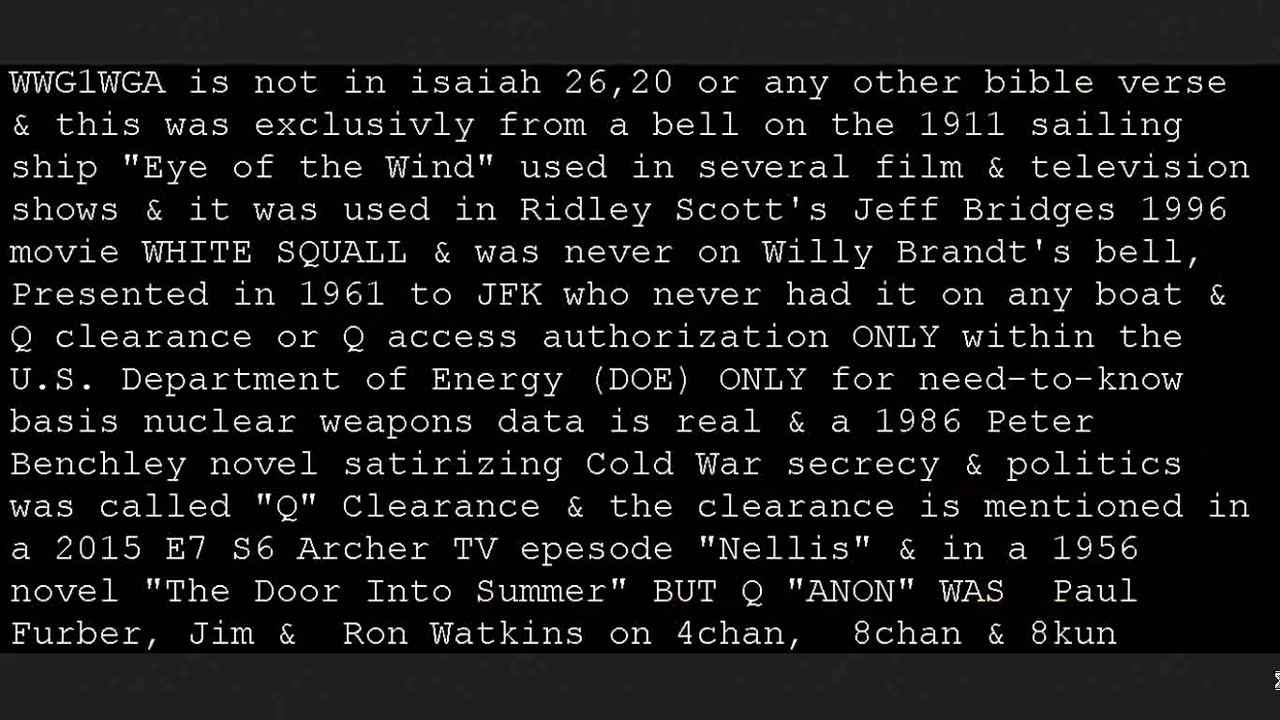 WWG1WGA is not in isaiah 26,20 or any other bible verse
& this was exclusivly from a bell on the 1911 sailing
ship "Eye of the Wind" used in several film & television
shows & it was used in Ridley Scott's Jeff Bridges 1996
movie WHITE SQUALL & was never on Willy Brandt's bell,
Presented in 1961 to JFK who never had it on any boat &
Q clearance or Q access authorization ONLY within the
U.S. Department of Energy (DOE) ONLY for need-to-know
basis nuclear weapons data is real & a 1986 Peter
Benchley novel satirizing Cold War secrecy & politics
was called "Q" Clearance & the clearance is mentioned in
a 2015 E7 S6 Archer TV epesode "Nellis" & in a 1956
novel "The Door Into Summer" BUT Q "ANON" WAS  Paul
Furber, Jim &  Ron Watkins on 4chan,  8chan & 8kun